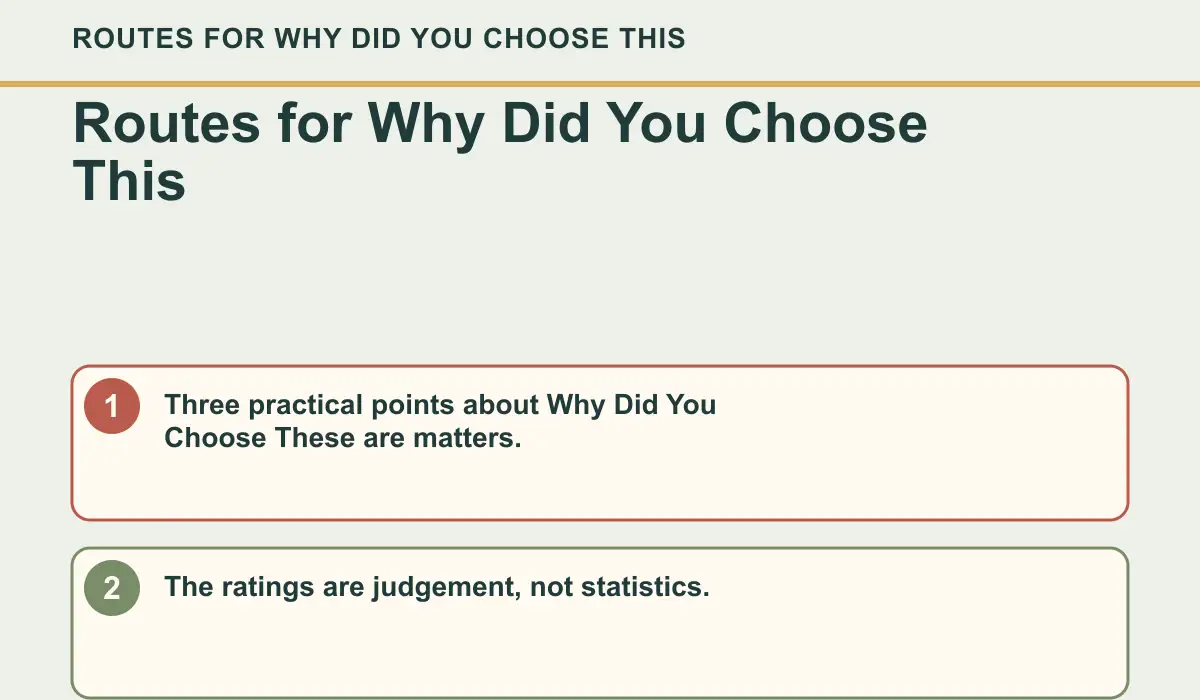 ROUTES FOR WHY DID YOU CHOOSE THIS
Routes for Why Did You Choose
This
1
Three practical points about Why Did You
Choose These are matters.
2
The ratings are judgement, not statistics.